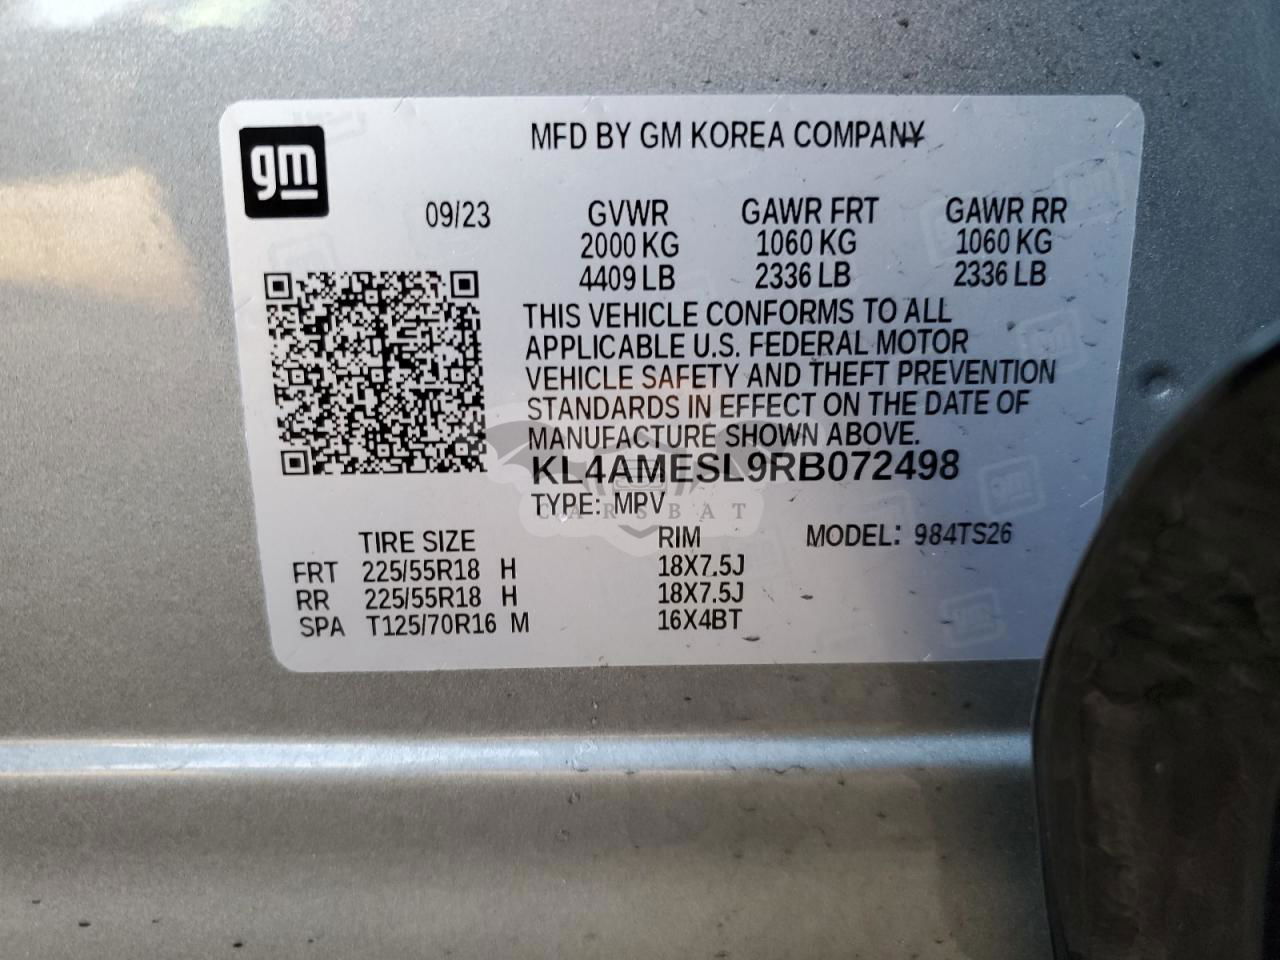 gm
MFD BY GM KOREA COMPANY
09/23 GVWR GAWR FRT GAWR RR
2000 KG 1060 KG 1060 KG
4409 LB 2336 LB 2336 LB
THIS VEHICLE CONFORMS TO ALL
APPLICABLE U.S. FEDERAL MOTOR
VEHICLE SAFETY AND THEFT PREVENTION
STANDARDS IN EFFECT ON THE DATE OF
MANUFACTURE SHOWN ABOVE.
KL4AMESL9RB072498
TYPE: MPV
CARSBAT
TIRE SIZE RIM MODEL: 984TS26
FRT 225/55R18 H 18X7.5J
RR 225/55R18 H 18X7.5J
SPA T125/70R16 M 16X4BT